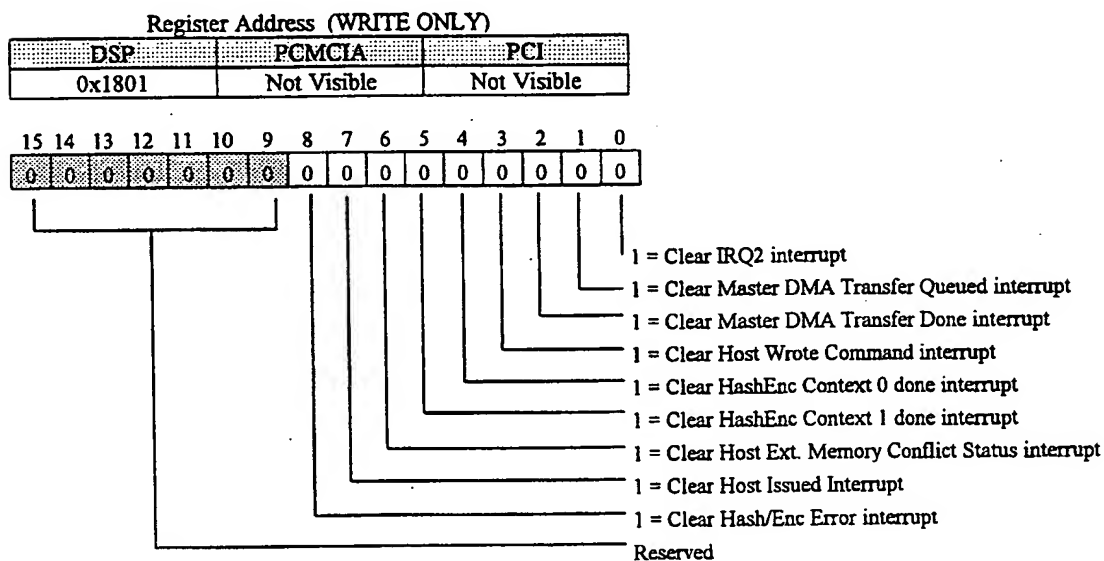 Register Address (WRITE ONLY)
DSP PCMCIA PCI
0x1801 Not Visible Not Visible
15 14 13 12 11 10 9 8 7 6 5 4 3 2 1 0
0 0 0 0 0 0 0 0 0 0 0 0 0 0 0 0
1 = Clear IRQ2 interrupt
1 = Clear Master DMA Transfer Queued interrupt
1 = Clear Master DMA Transfer Done interrupt
1 = Clear Host Wrote Command interrupt
1 = Clear HashEnc Context 0 done interrupt
1 = Clear HashEnc Context 1 done interrupt
1 = Clear Host Ext. Memory Conflict Status interrupt
1 = Clear Host Issued Interrupt
1 = Clear Hash/Enc Error interrupt
Reserved